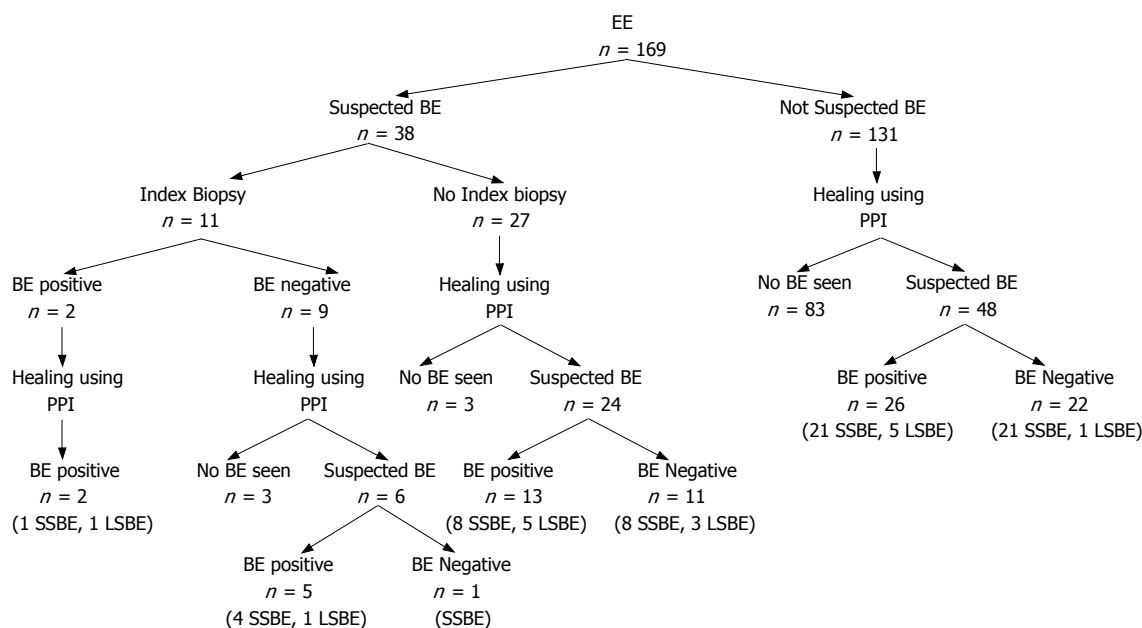 EE
n = 169
Suspected BE
n = 38
Not Suspected BE
n = 131
Index Biopsy
n = 11
No Index biopsy
n = 27
Healing using
PPI
BE positive
n = 2
BE negative
n = 9
Healing using
PPI
No BE seen
n = 83
Suspected BE
n = 48
Healing using
PPI
Healing using
PPI
No BE seen
n = 3
Suspected BE
n = 24
BE positive
n = 26
(21 SSBE, 5 LSBE)
BE Negative
n = 22
(21 SSBE, 1 LSBE)
BE positive
n = 2
(1 SSBE, 1 LSBE)
No BE seen
n = 3
Suspected BE
n = 6
BE positive
n = 13
(8 SSBE, 5 LSBE)
BE Negative
n = 11
(8 SSBE, 3 LSBE)
BE positive
n = 5
(4 SSBE, 1 LSBE)
BE Negative
n = 1
(SSBE)